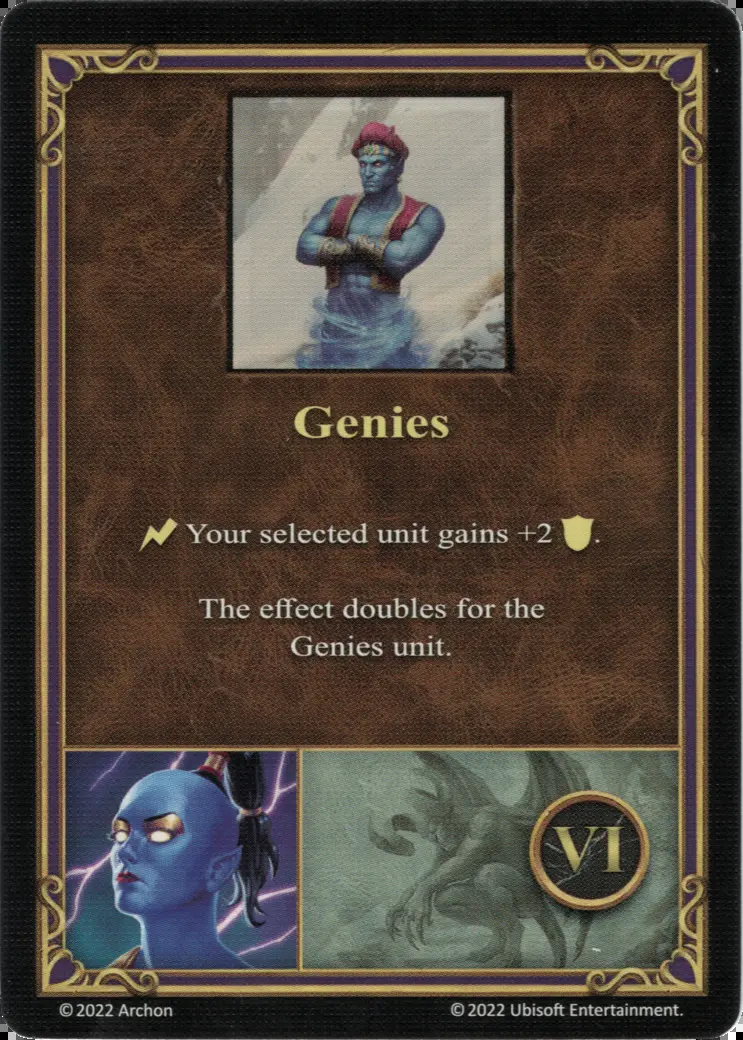 Genies
Your selected unit gains +2 .
The effect doubles for the
Genies unit.
VI
© 2022 Archon
© 2022 Ubisoft Entertainment.